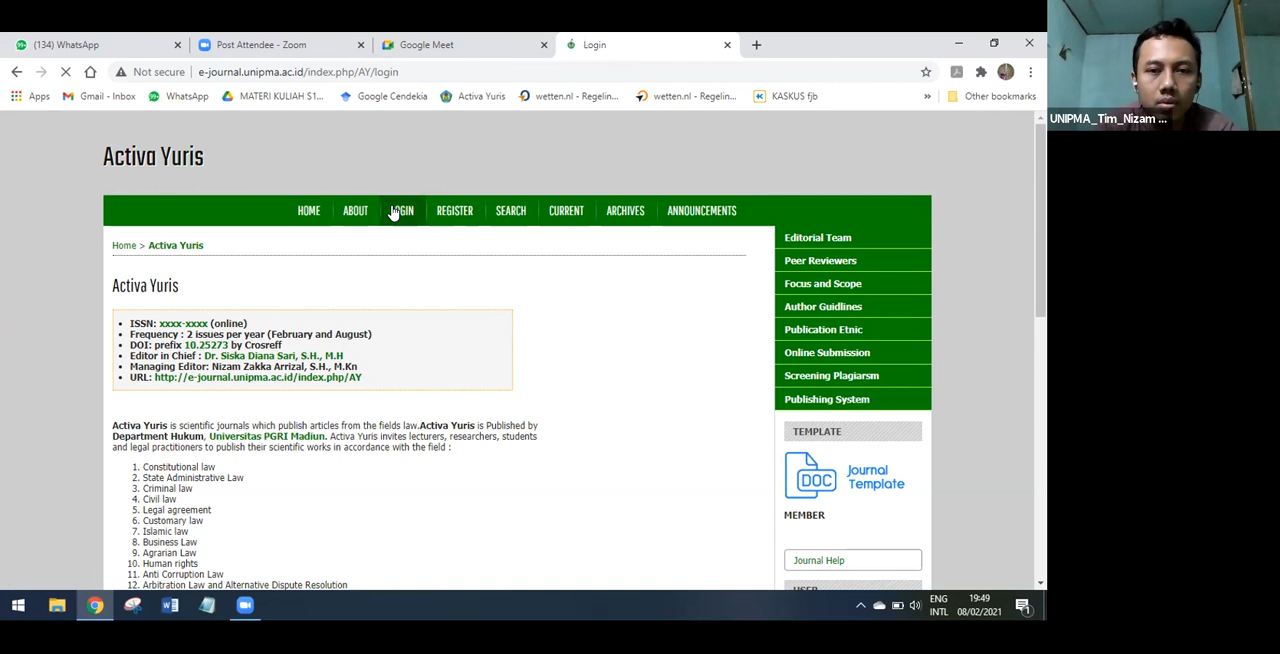 (134) WhatsApp
Post Attendee - Zoom
Google Meet
Login
Not secure
e-journal.unipma.ac.id/index.php/AY/login
Apps
Gmail - Inbox
WhatsApp
MATERI KULIAH S1...
Google Cendekia
Activa Yuris
wetten.nl - Regelin...
wetten.nl - Regelin...
KASKUS fjb
»
Other bookmarks
UNIPMA_Tim_Nizam ...
Activa Yuris
HOME
ABOUT
LOGIN
REGISTER
SEARCH
CURRENT
ARCHIVES
ANNOUNCEMENTS
Home > Activa Yuris
Activa Yuris
• ISSN: xxxx-xxxx (online)
• Frequency : 2 issues per year (February and August)
• DOI: prefix 10.25273 by Crosreff
• Editor in Chief : Dr. Siska Diana Sari, S.H., M.H
• Managing Editor: Nizam Zakka Arrizal, S.H., M.Kn
• URL: http://e-journal.unipma.ac.id/index.php/AY
Activa Yuris is scientific journals which publish articles from the fields law.Activa Yuris is Published by
Department Hukum, Universitas PGRI Madiun. Activa Yuris invites lecturers, researchers, students
and legal practitioners to publish their scientific works in accordance with the field :
1. Constitutional law
2. State Administrative Law
3. Criminal law
4. Civil law
5. Legal agreement
6. Customary law
7. Islamic law
8. Business Law
9. Agrarian Law
10. Human rights
11. Anti Corruption Law
12. Arbitration Law and Alternative Dispute Resolution
Editorial Team
Peer Reviewers
Focus and Scope
Author Guidlines
Publication Etnic
Online Submission
Screening Plagiarsm
Publishing System
TEMPLATE
DOC
Journal
Template
MEMBER
Journal Help
USER
ENG
INTL
19:49
08/02/2021
1